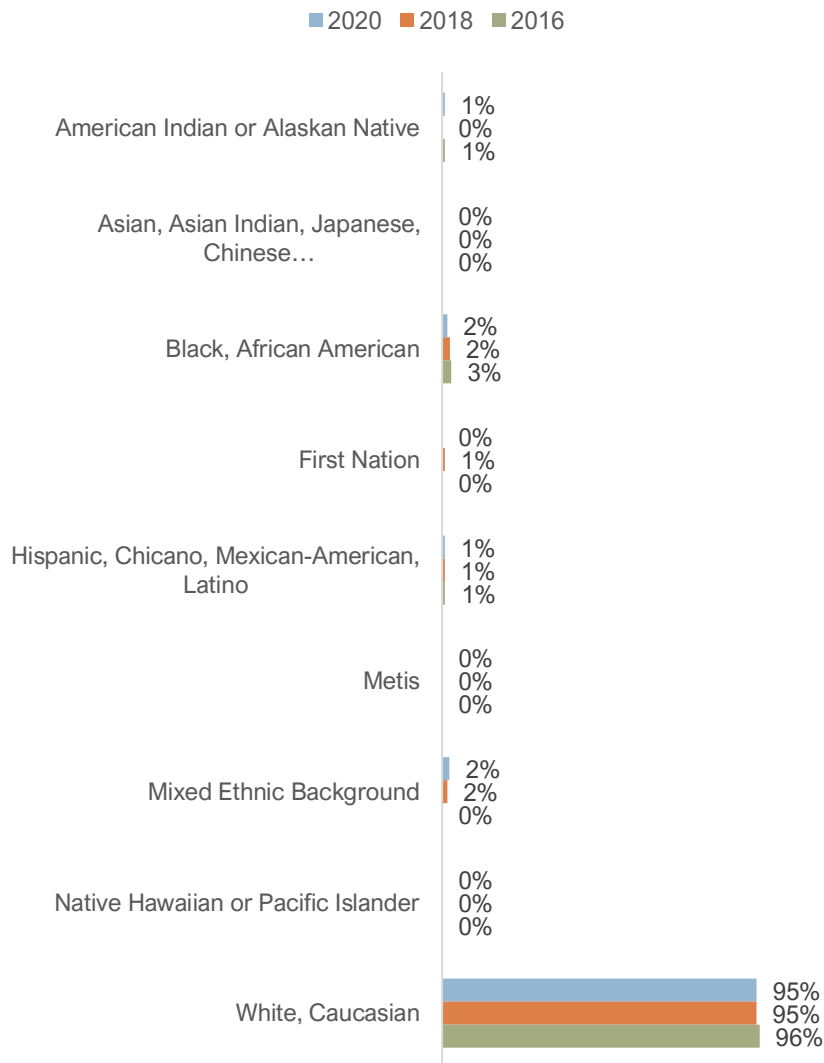 2020 2018 2016
American Indian or Alaskan Native
1%
0%
1%
Asian, Asian Indian, Japanese,
Chinese…
0%
0%
0%
Black, African American
2%
2%
3%
First Nation
0%
1%
0%
Hispanic, Chicano, Mexican-American,
Latino
1%
1%
1%
Metis
0%
0%
0%
Mixed Ethnic Background
2%
2%
0%
Native Hawaiian or Pacific Islander
0%
0%
0%
White, Caucasian
95%
95%
96%